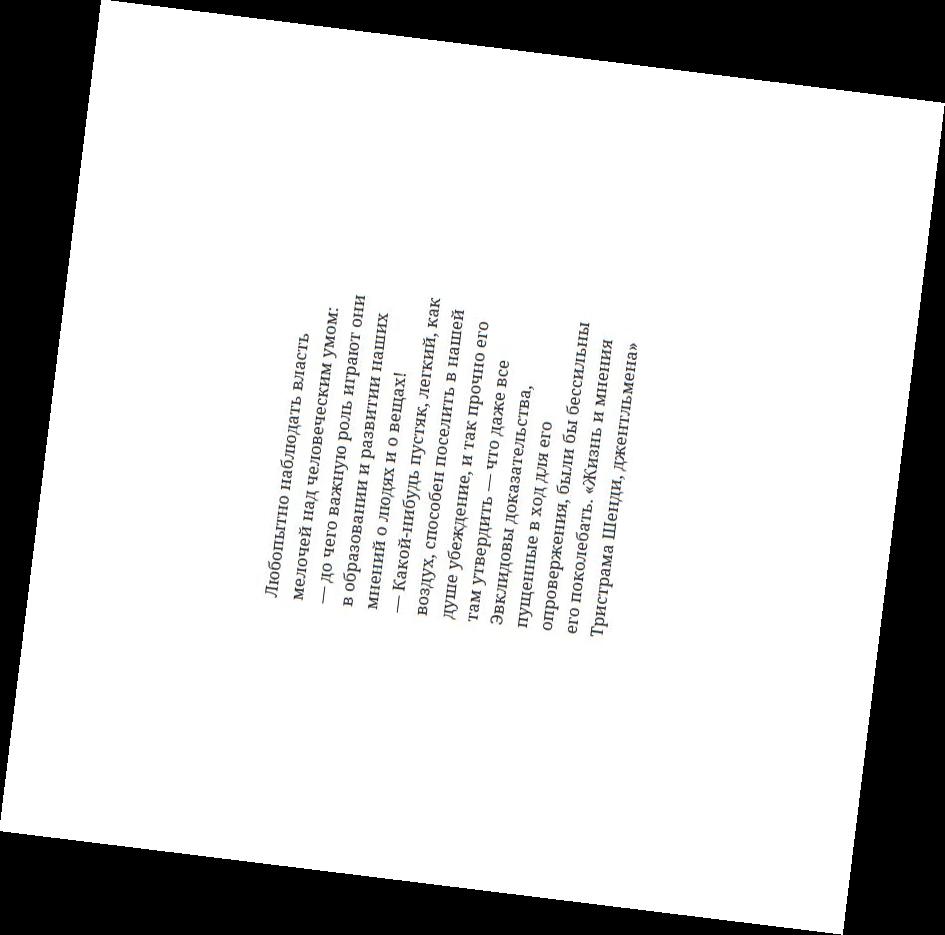 Любопытно наблюдать власть
мелочей над человеческим умом:
— до чего важную роль играют они
в образовании и развитии наших
мнений о людях и о вещах!
— Какой-нибудь пустяк, легкий, как
воздух, способен поселить в нашей
душе убеждение, и так прочно его
там утвердить — что даже все
Эвклидовы доказательства,
пущенные в ход для его
опровержения, были бы бессильны
его поколебать. «Жизнь и мнения
Тристрама Шенди, джентльмена»